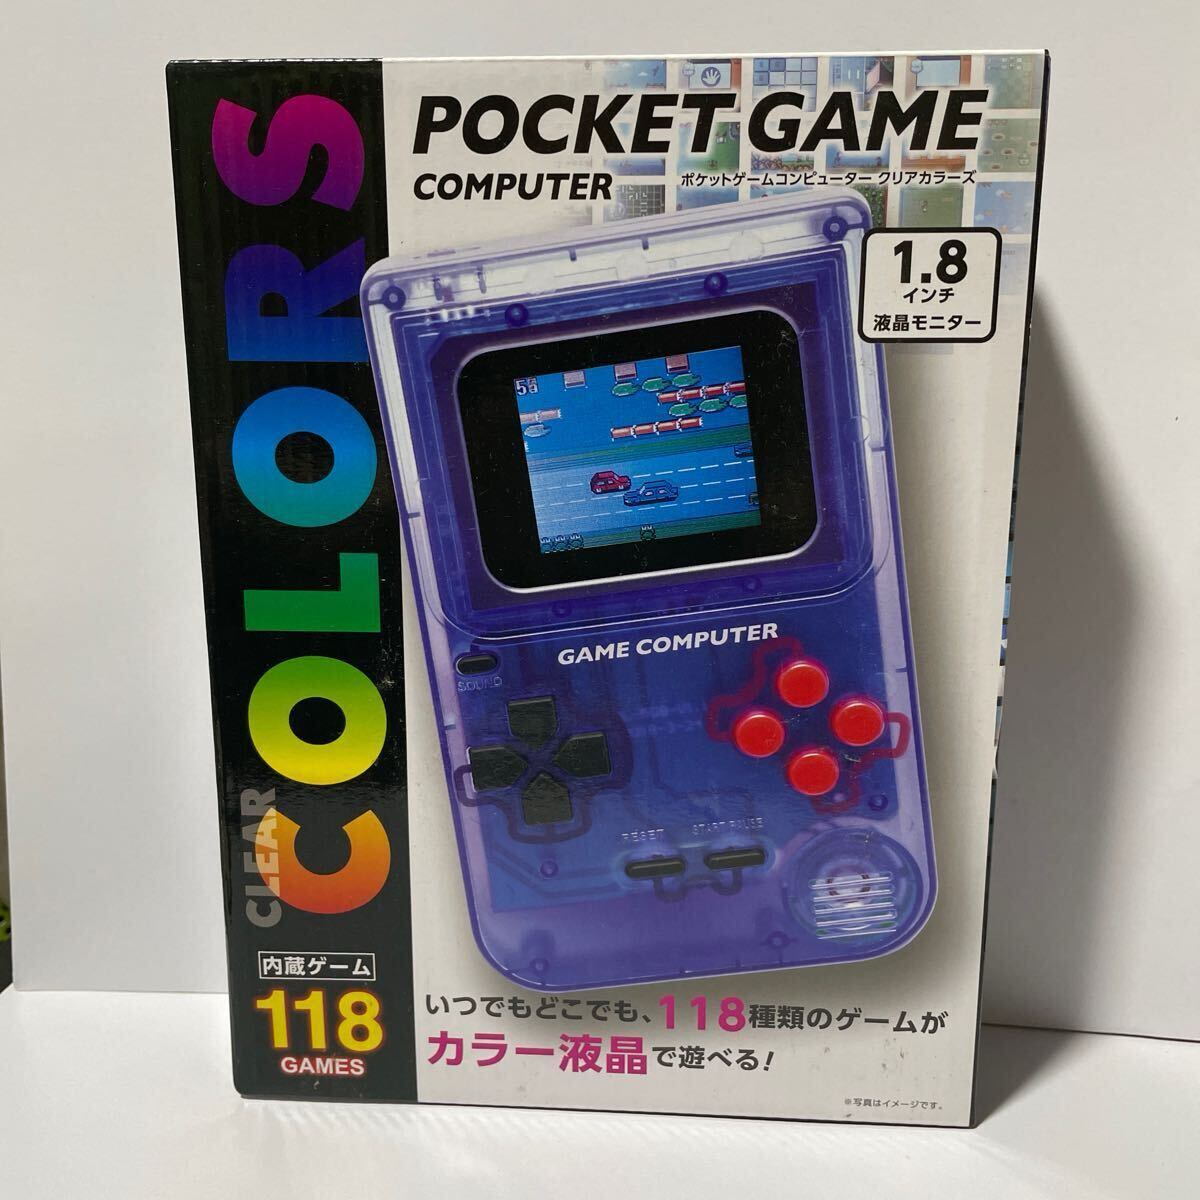 POCKET GAME
COMPUTER
ポケットゲームコンピューター クリアカラーズ
1.8
インチ
液晶モニター
CLEAR
COLORS
GAME COMPUTER
SOUND
RESET
START PAUSE
内蔵ゲーム
118
GAMES
いつでもどこでも、118種類のゲームが
カラー液晶で遊べる!
※写真はイメージです。